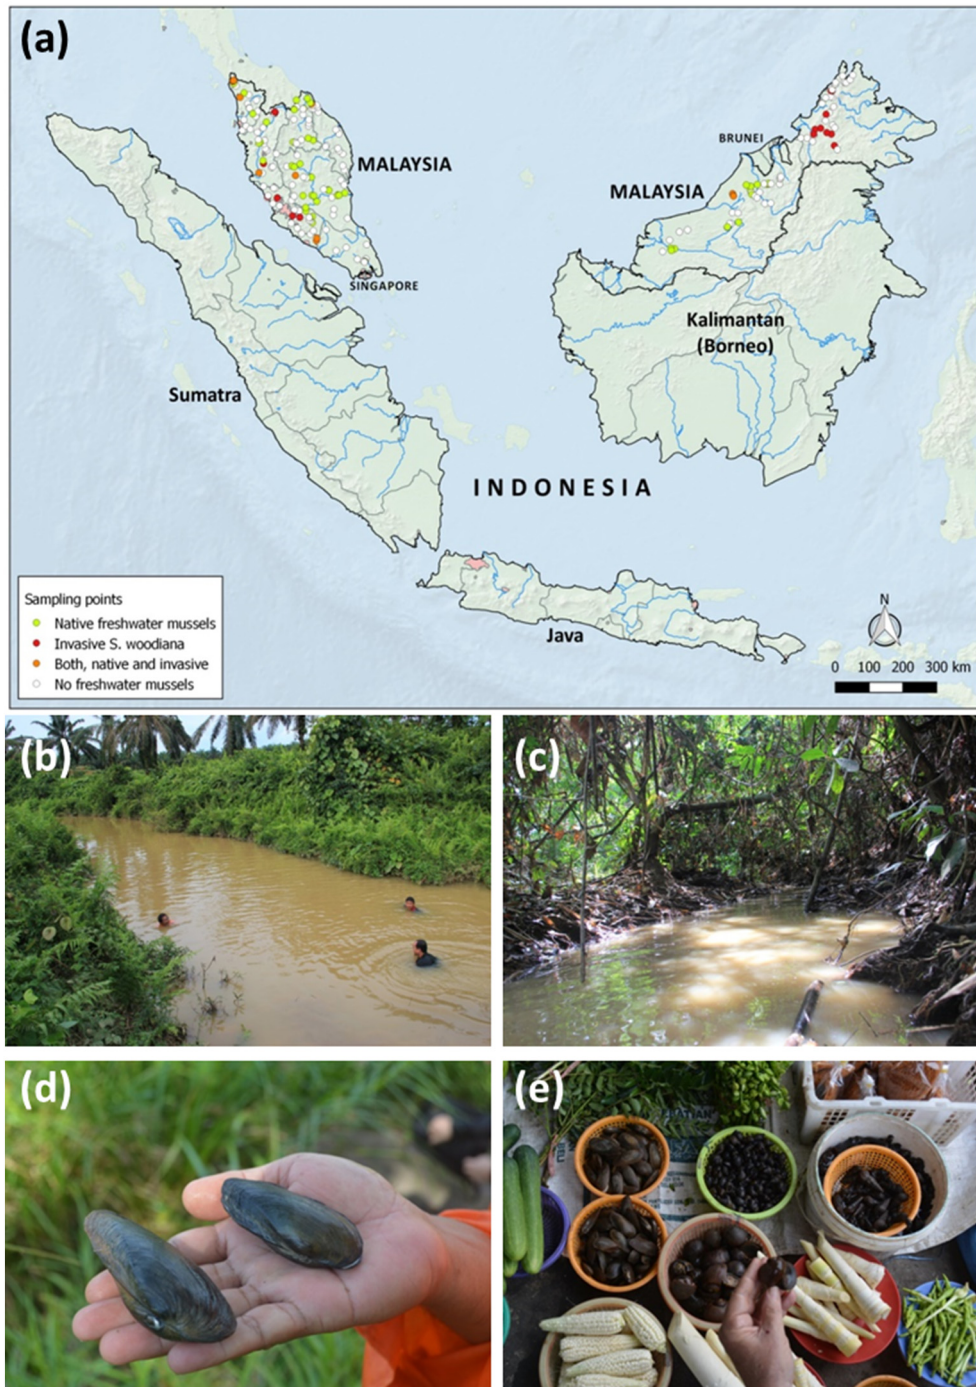 (a)
BRUNEI
MALAYSIA
MALAYSIA
SINGAPORE
Kalimantan
(Borneo)
Sumatra
INDONESIA
Sampling points
Native freshwater mussels
Invasive S. woodiana
Both, native and invasive
No freshwater mussels
Java
N
0 100 200 300 km
(b)
(c)
(d)
(e)